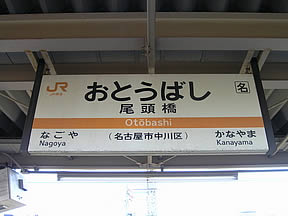 JR
JR東海
名
おとうばし
尾頭橋
Otōbashi
なごや
Nagoya
(名古屋市中川区)
かなやま
Kanayama